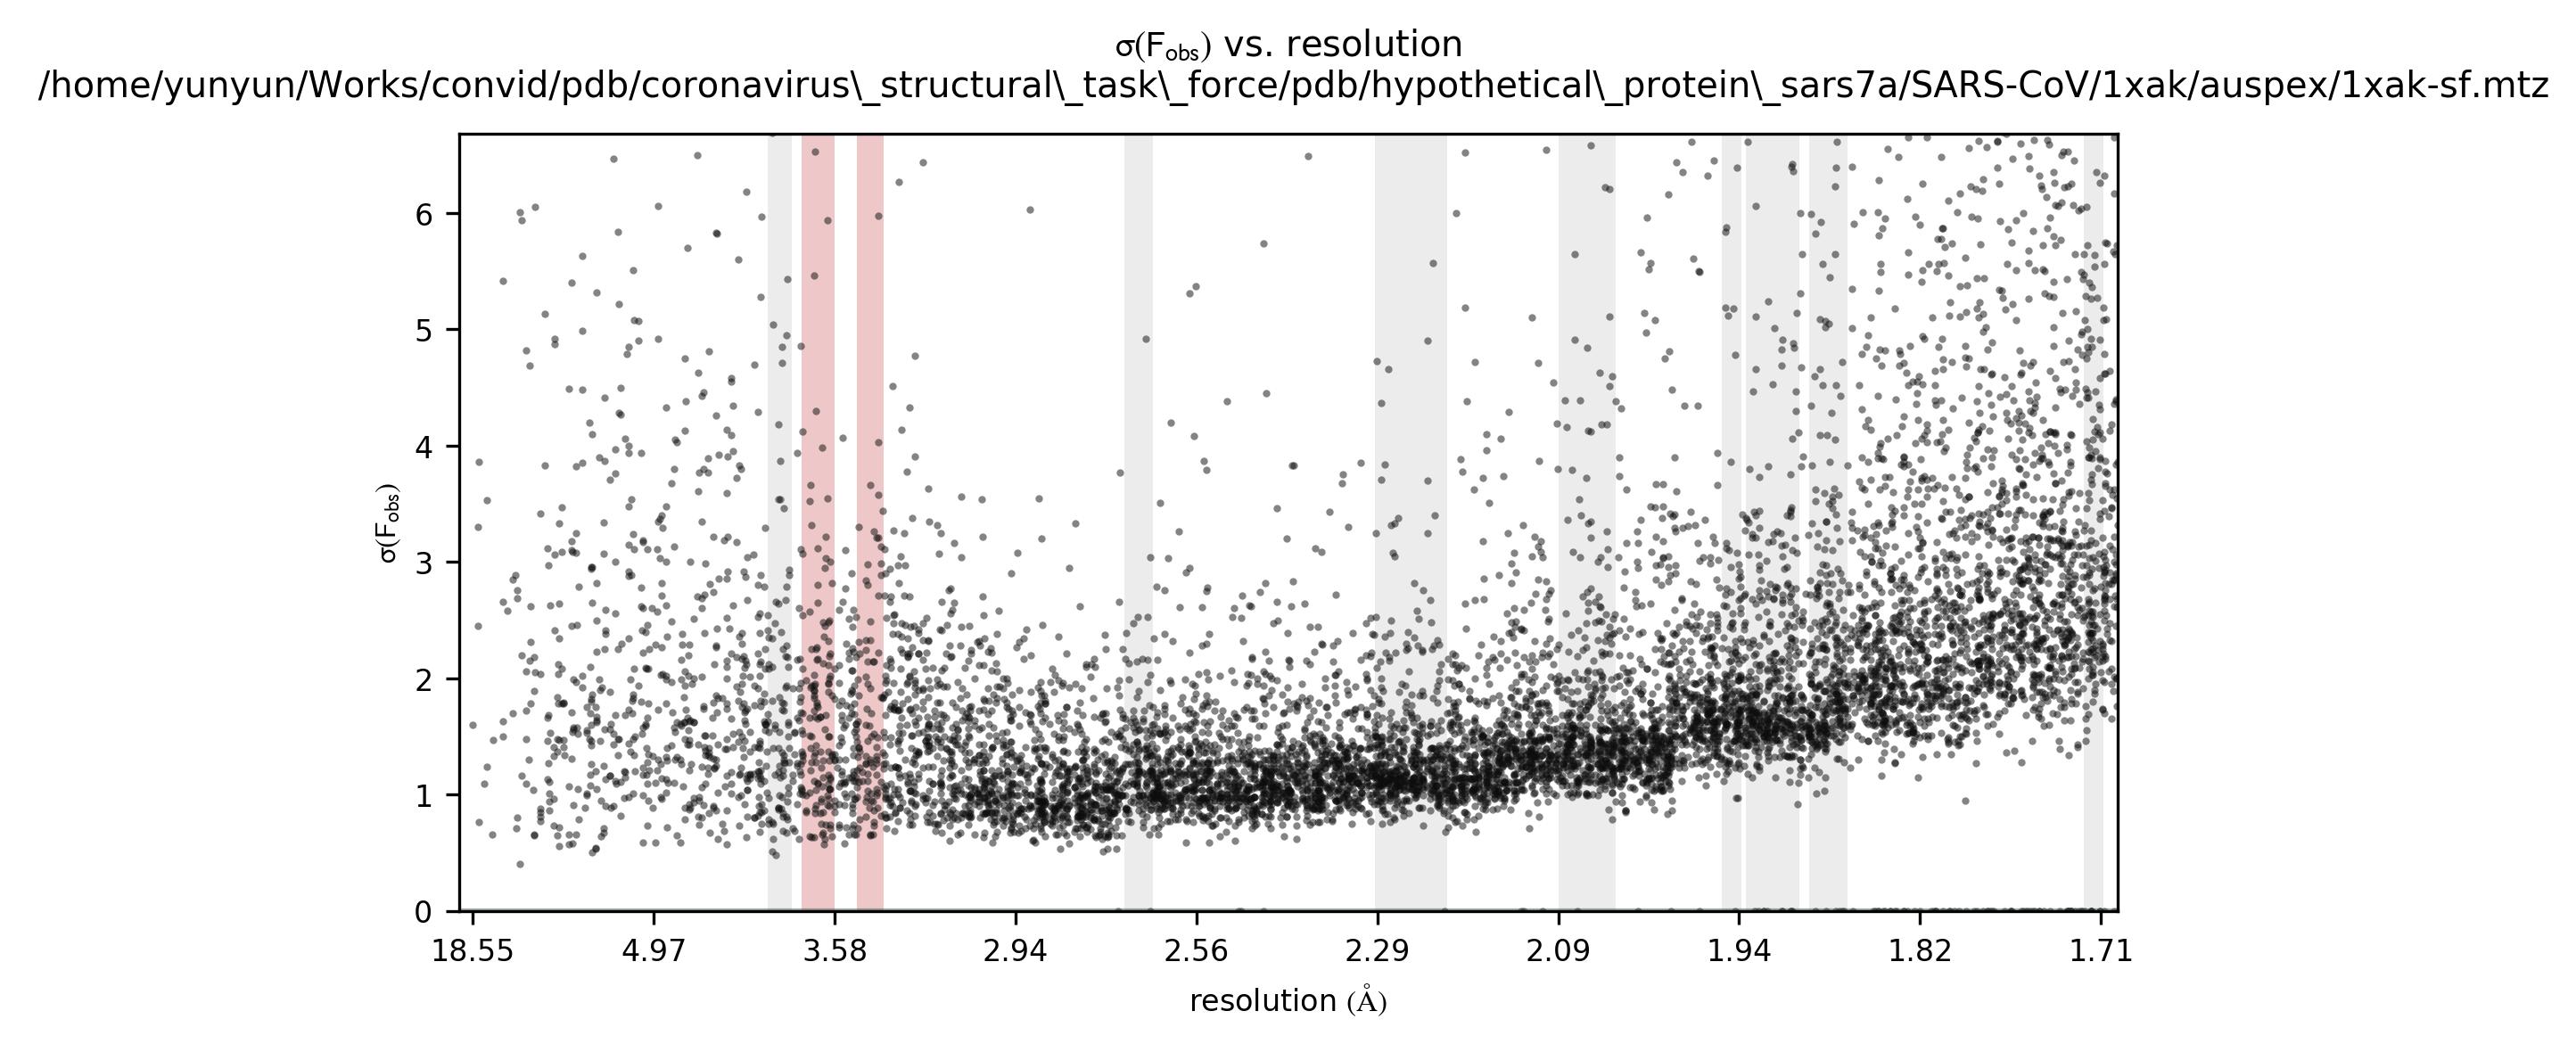 σ(Fobs) vs. resolution
/home/yunyun/Works/convid/pdb/coronavirus\_structural\_task\_force/pdb/hypothetical\_protein\_sars7a/SARS-CoV/1xak/auspex/1xak-sf.mtz
6
5
4
3
2
1
0
σ(Fobs)
18.55 4.97 3.58 2.94 2.56 2.29 2.09 1.94 1.82 1.71
resolution (Å)